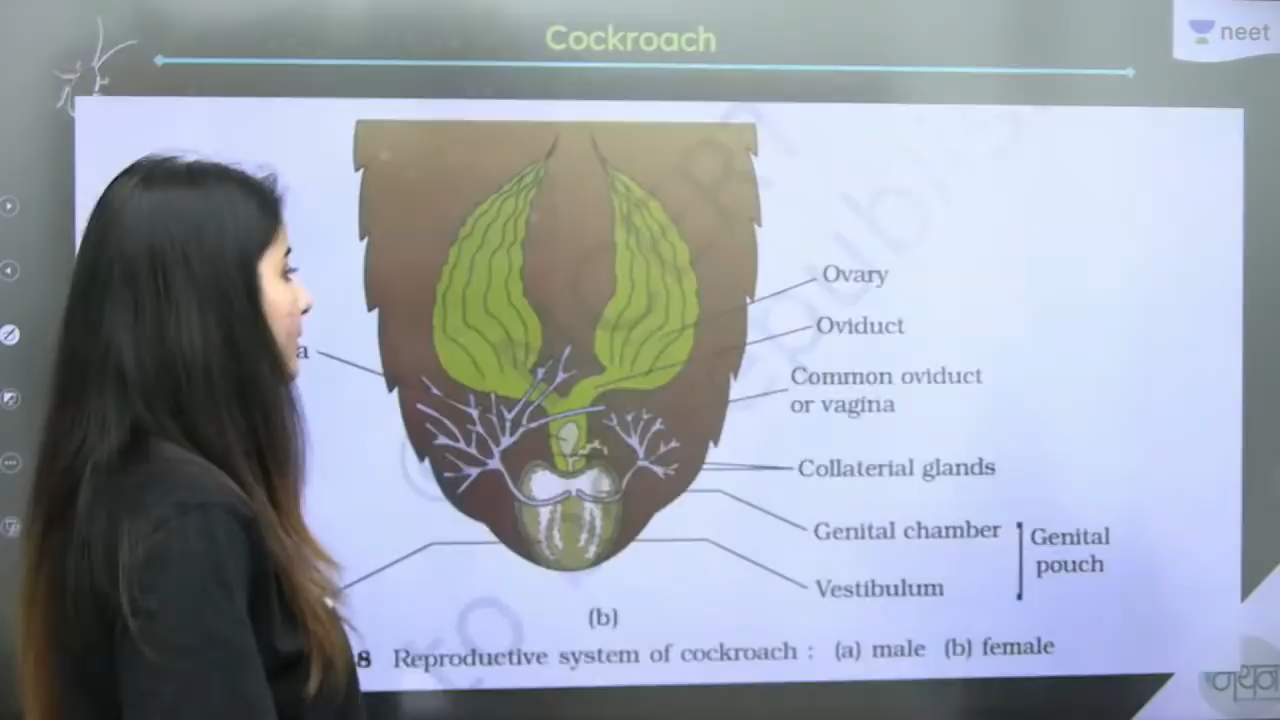 Cockroach
neet
Ovary
Oviduct
a
Common oviduct
or vagina
Collaterial glands
Genital chamber
Genital
pouch
Vestibulum
(b)
8 Reproductive system of cockroach : (a) male (b) female